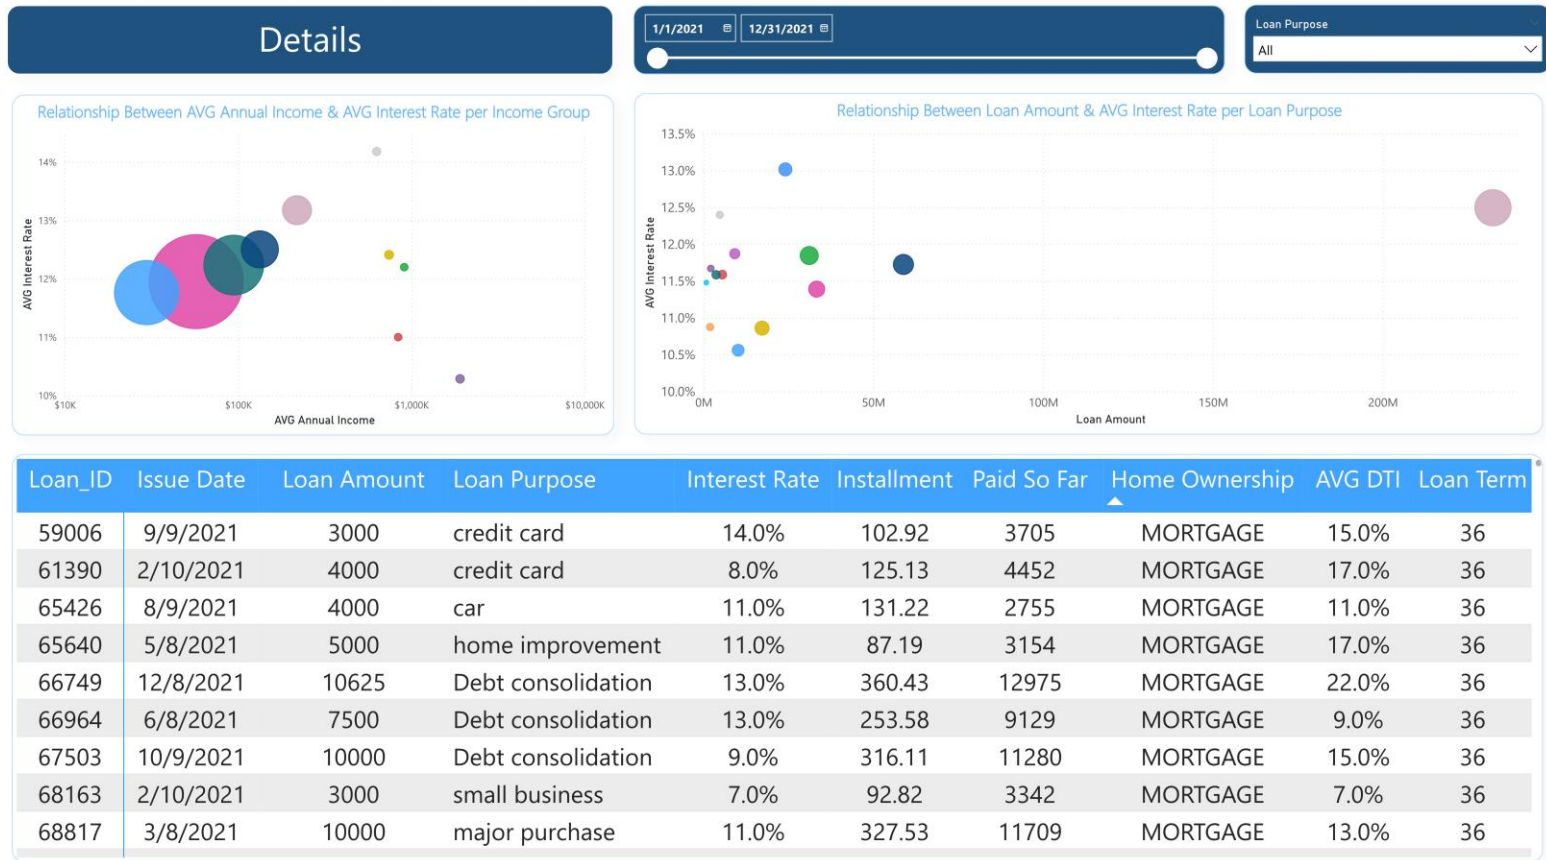 Details
1/1/2021 12/31/2021
Loan Purpose
All
Relationship Between AVG Annual Income & AVG Interest Rate per Income Group
14%
13%
12%
11%
10%
AVG Interest Rate
$10K $100K $1,000K $10,000K
AVG Annual Income
Relationship Between Loan Amount & AVG Interest Rate per Loan Purpose
13.5%
13.0%
12.5%
12.0%
11.5%
11.0%
10.5%
10.0%
AVG Interest Rate
0M 50M 100M 150M 200M
Loan Amount
Loan_ID Issue Date Loan Amount Loan Purpose Interest Rate Installment Paid So Far Home Ownership AVG DTI Loan Term
59006 9/9/2021 3000 credit card 14.0% 102.92 3705 MORTGAGE 15.0% 36
61390 2/10/2021 4000 credit card 8.0% 125.13 4452 MORTGAGE 17.0% 36
65426 8/9/2021 4000 car 11.0% 131.22 2755 MORTGAGE 11.0% 36
65640 5/8/2021 5000 home improvement 11.0% 87.19 3154 MORTGAGE 17.0% 36
66749 12/8/2021 10625 Debt consolidation 13.0% 360.43 12975 MORTGAGE 22.0% 36
66964 6/8/2021 7500 Debt consolidation 13.0% 253.58 9129 MORTGAGE 9.0% 36
67503 10/9/2021 10000 Debt consolidation 9.0% 316.11 11280 MORTGAGE 15.0% 36
68163 2/10/2021 3000 small business 7.0% 92.82 3342 MORTGAGE 7.0% 36
68817 3/8/2021 10000 major purchase 11.0% 327.53 11709 MORTGAGE 13.0% 36